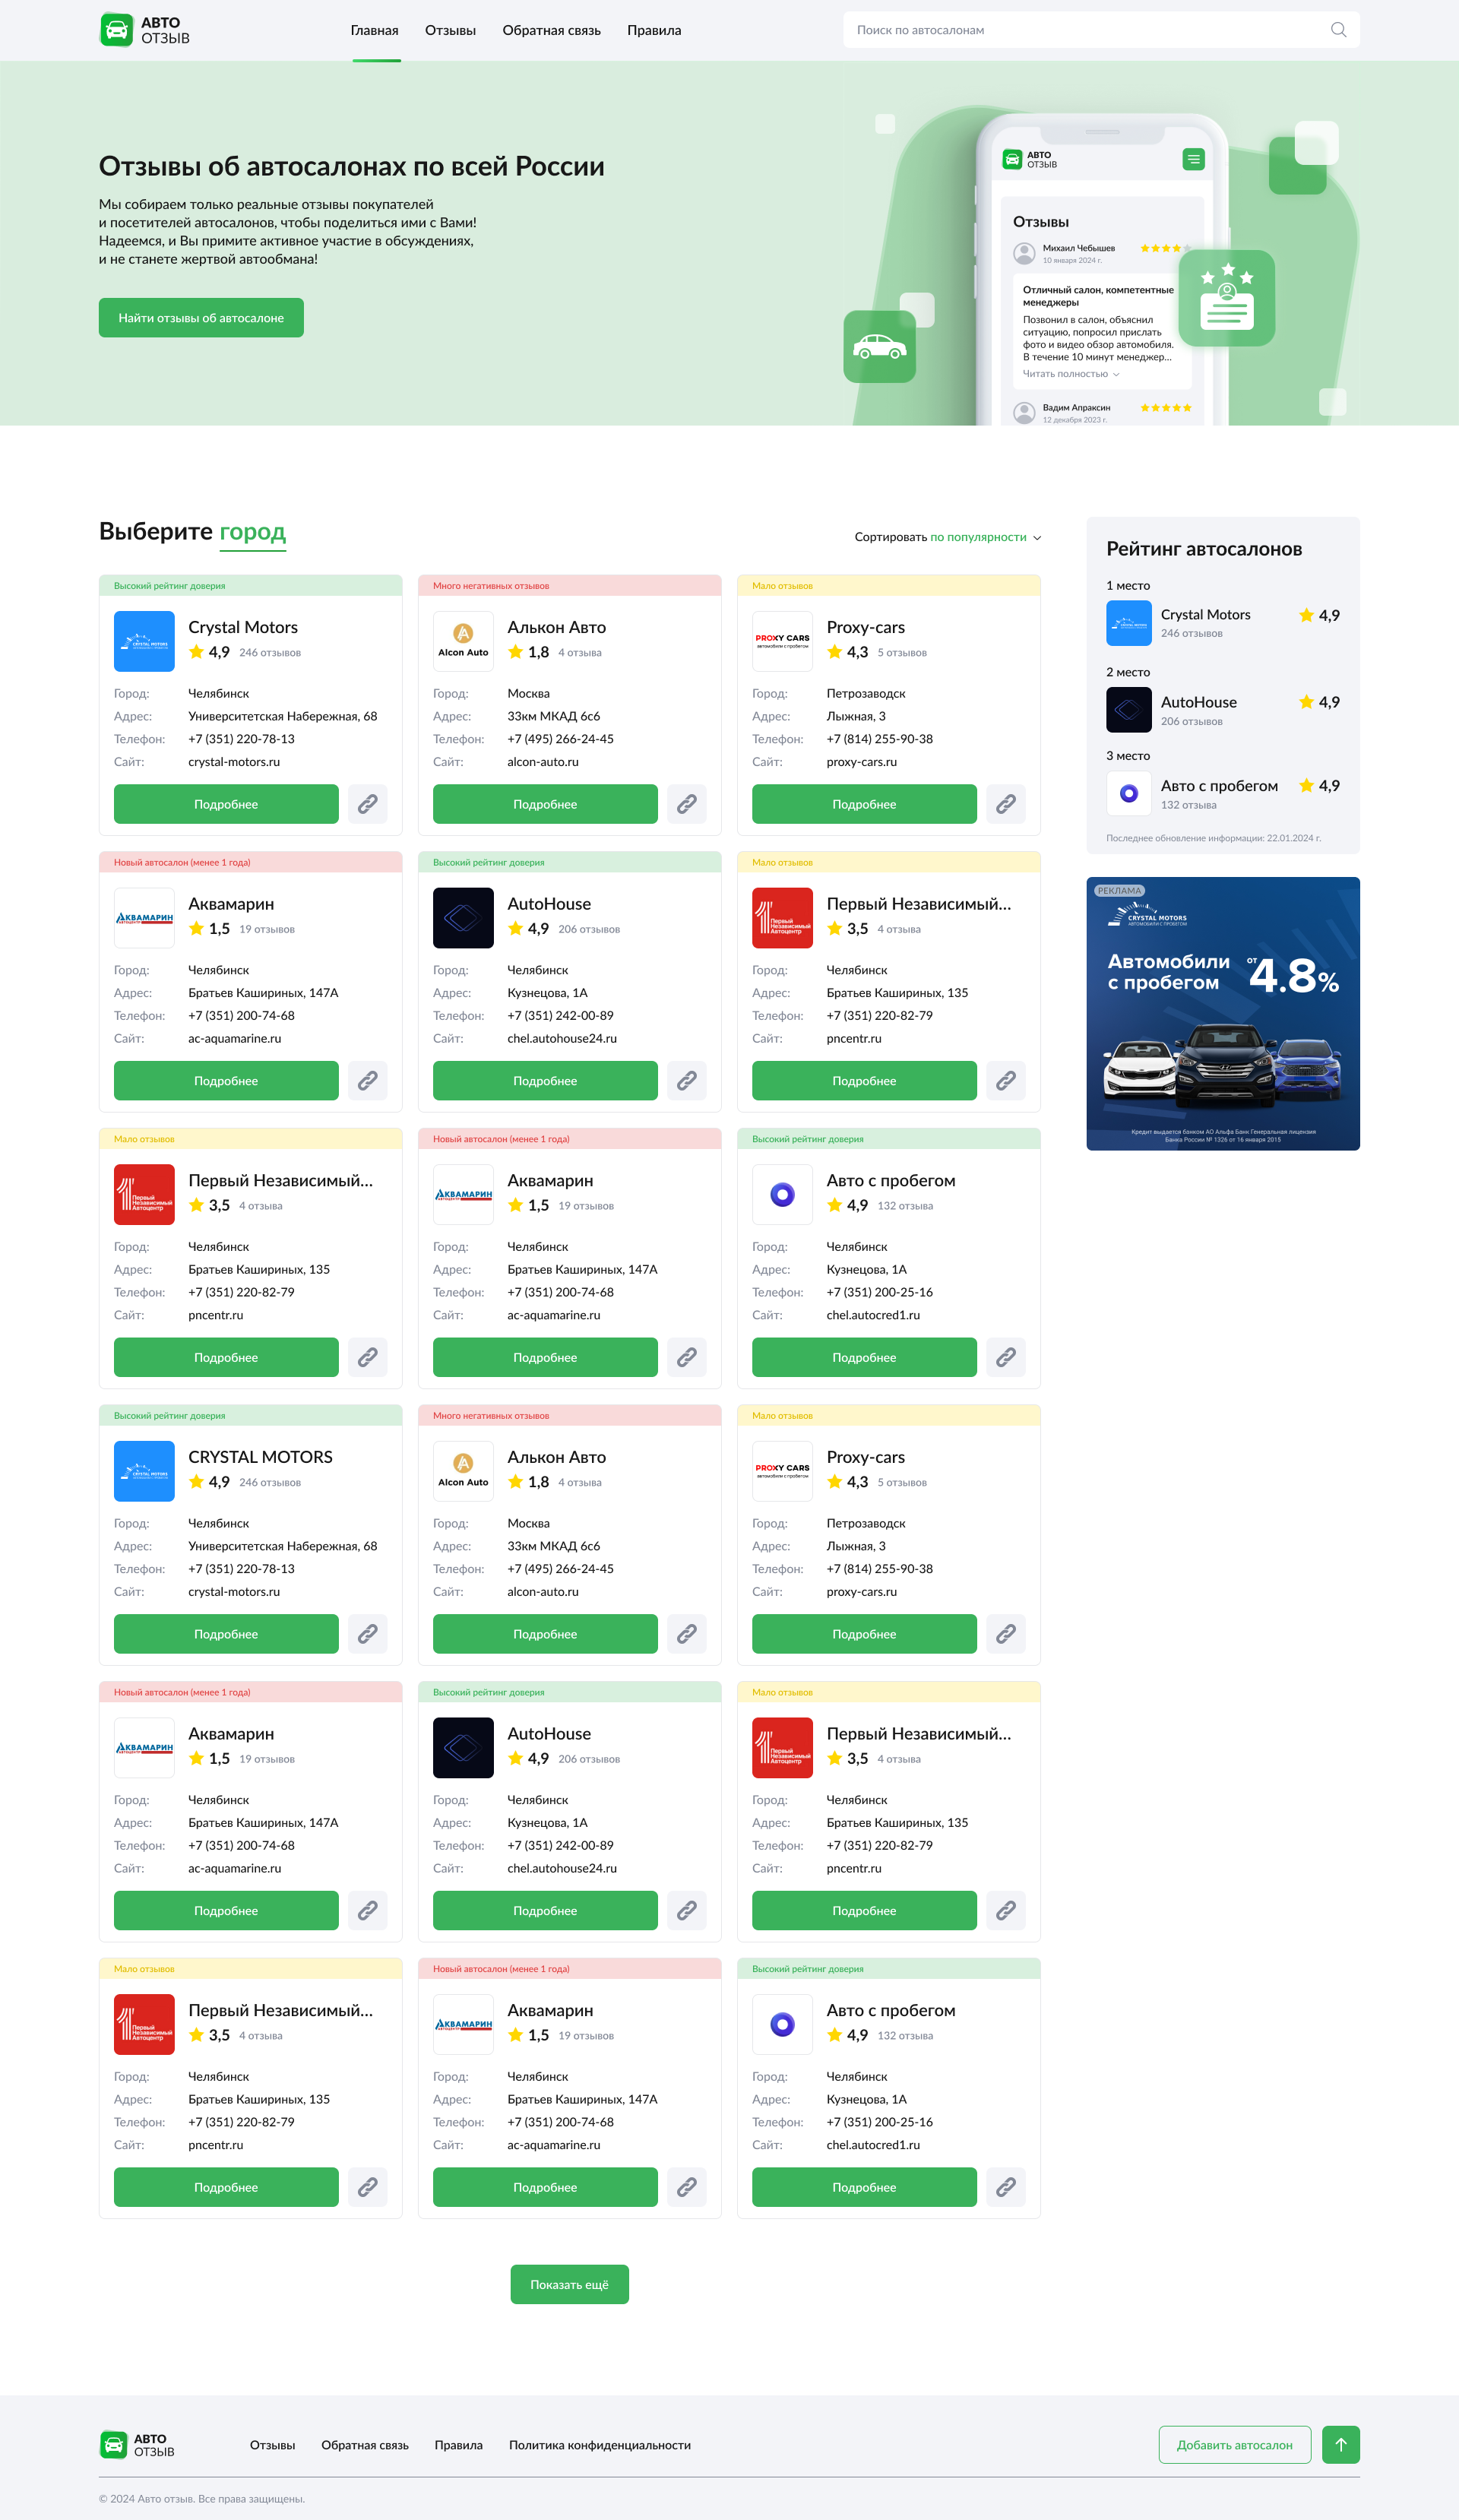 АВТО
ОТЗЫВ
Главная Отзывы Обратная связь Правила
Поиск по автосалонам
Отзывы об автосалонах по всей России
Мы собираем только реальные отзывы покупателей
и посетителей автосалонов, чтобы поделиться ими с Вами!
Надеемся, и Вы примите активное участие в обсуждениях,
и не станете жертвой автообмана!
Найти отзывы об автосалоне
АВТО
ОТЗЫВ
Отзывы
Михаил Чебышев
10 января 2024 г.
Отличный салон, компетентные
менеджеры
Позвонил в салон, объяснил
ситуацию, попросил прислать
фото и видео обзор автомобиля.
В течение 10 минут менеджер...
Читать полностью
Вадим Апраксин
12 декабря 2023 г.
Выберите город
Сортировать по популярности
Высокий рейтинг доверия
CRYSTAL MOTORS
Crystal Motors
4,9 246 отзывов
Город: Челябинск
Адрес: Университетская Набережная, 68
Телефон: +7 (351) 220-78-13
Сайт: crystal-motors.ru
Подробнее
Много негативных отзывов
Alcon Auto
Алькон Авто
1,8 4 отзыва
Город: Москва
Адрес: 33км МКАД 6с6
Телефон: +7 (495) 266-24-45
Сайт: alcon-auto.ru
Подробнее
Мало отзывов
PROXY CARS
автомобили с пробегом
Proxy-cars
4,3 5 отзывов
Город: Петрозаводск
Адрес: Лыжная, 3
Телефон: +7 (814) 255-90-38
Сайт: proxy-cars.ru
Подробнее
Новый автосалон (менее 1 года)
АКВАМАРИН
Аквамарин
1,5 19 отзывов
Город: Челябинск
Адрес: Братьев Кашириных, 147А
Телефон: +7 (351) 200-74-68
Сайт: ac-aquamarine.ru
Подробнее
Высокий рейтинг доверия
AutoHouse
4,9 206 отзывов
Город: Челябинск
Адрес: Кузнецова, 1А
Телефон: +7 (351) 242-00-89
Сайт: chel.autohouse24.ru
Подробнее
Мало отзывов
Первый
Независимый
Автоцентр
Первый Независимый...
3,5 4 отзыва
Город: Челябинск
Адрес: Братьев Кашириных, 135
Телефон: +7 (351) 220-82-79
Сайт: pncentr.ru
Подробнее
Мало отзывов
Первый
Независимый
Автоцентр
Первый Независимый...
3,5 4 отзыва
Город: Челябинск
Адрес: Братьев Кашириных, 135
Телефон: +7 (351) 220-82-79
Сайт: pncentr.ru
Подробнее
Новый автосалон (менее 1 года)
АКВАМАРИН
Аквамарин
1,5 19 отзывов
Город: Челябинск
Адрес: Братьев Кашириных, 147А
Телефон: +7 (351) 200-74-68
Сайт: ac-aquamarine.ru
Подробнее
Высокий рейтинг доверия
Авто с пробегом
4,9 132 отзыва
Город: Челябинск
Адрес: Кузнецова, 1А
Телефон: +7 (351) 200-25-16
Сайт: chel.autocred1.ru
Подробнее
Высокий рейтинг доверия
CRYSTAL MOTORS
CRYSTAL MOTORS
4,9 246 отзывов
Город: Челябинск
Адрес: Университетская Набережная, 68
Телефон: +7 (351) 220-78-13
Сайт: crystal-motors.ru
Подробнее
Много негативных отзывов
Alcon Auto
Алькон Авто
1,8 4 отзыва
Город: Москва
Адрес: 33км МКАД 6с6
Телефон: +7 (495) 266-24-45
Сайт: alcon-auto.ru
Подробнее
Мало отзывов
PROXY CARS
автомобили с пробегом
Proxy-cars
4,3 5 отзывов
Город: Петрозаводск
Адрес: Лыжная, 3
Телефон: +7 (814) 255-90-38
Сайт: proxy-cars.ru
Подробнее
Новый автосалон (менее 1 года)
АКВАМАРИН
Аквамарин
1,5 19 отзывов
Город: Челябинск
Адрес: Братьев Кашириных, 147А
Телефон: +7 (351) 200-74-68
Сайт: ac-aquamarine.ru
Подробнее
Высокий рейтинг доверия
AutoHouse
4,9 206 отзывов
Город: Челябинск
Адрес: Кузнецова, 1А
Телефон: +7 (351) 242-00-89
Сайт: chel.autohouse24.ru
Подробнее
Мало отзывов
Первый
Независимый
Автоцентр
Первый Независимый...
3,5 4 отзыва
Город: Челябинск
Адрес: Братьев Кашириных, 135
Телефон: +7 (351) 220-82-79
Сайт: pncentr.ru
Подробнее
Мало отзывов
Первый
Независимый
Автоцентр
Первый Независимый...
3,5 4 отзыва
Город: Челябинск
Адрес: Братьев Кашириных, 135
Телефон: +7 (351) 220-82-79
Сайт: pncentr.ru
Подробнее
Новый автосалон (менее 1 года)
АКВАМАРИН
Аквамарин
1,5 19 отзывов
Город: Челябинск
Адрес: Братьев Кашириных, 147А
Телефон: +7 (351) 200-74-68
Сайт: ac-aquamarine.ru
Подробнее
Высокий рейтинг доверия
Авто с пробегом
4,9 132 отзыва
Город: Челябинск
Адрес: Кузнецова, 1А
Телефон: +7 (351) 200-25-16
Сайт: chel.autocred1.ru
Подробнее
Показать ещё
Рейтинг автосалонов
1 место
CRYSTAL MOTORS
Crystal Motors 4,9
246 отзывов
2 место
AutoHouse 4,9
206 отзывов
3 место
Авто с пробегом 4,9
132 отзыва
Последнее обновление информации: 22.01.2024 г.
РЕКЛАМА
CRYSTAL MOTORS
АВТОМОБИЛИ С ПРОБЕГОМ
Автомобили
с пробегом
от 4.8%
Кредит выдается банком АО Альфа Банк Генеральная лицензия
Банка России № 1326 от 16 января 2015
АВТО
ОТЗЫВ
Отзывы Обратная связь Правила Политика конфиденциальности
Добавить автосалон
© 2024 Авто отзыв. Все права защищены.